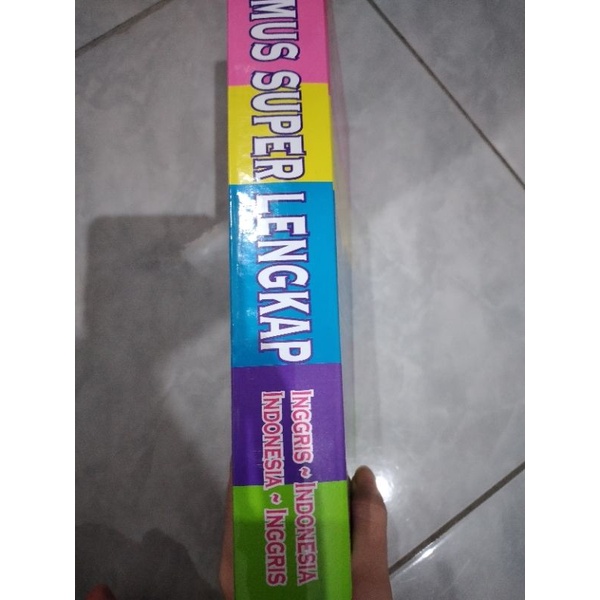 MUS SUPER LENGKAP
INGGRIS ~ INDONESIA
INDONESIA ~ INGGRIS